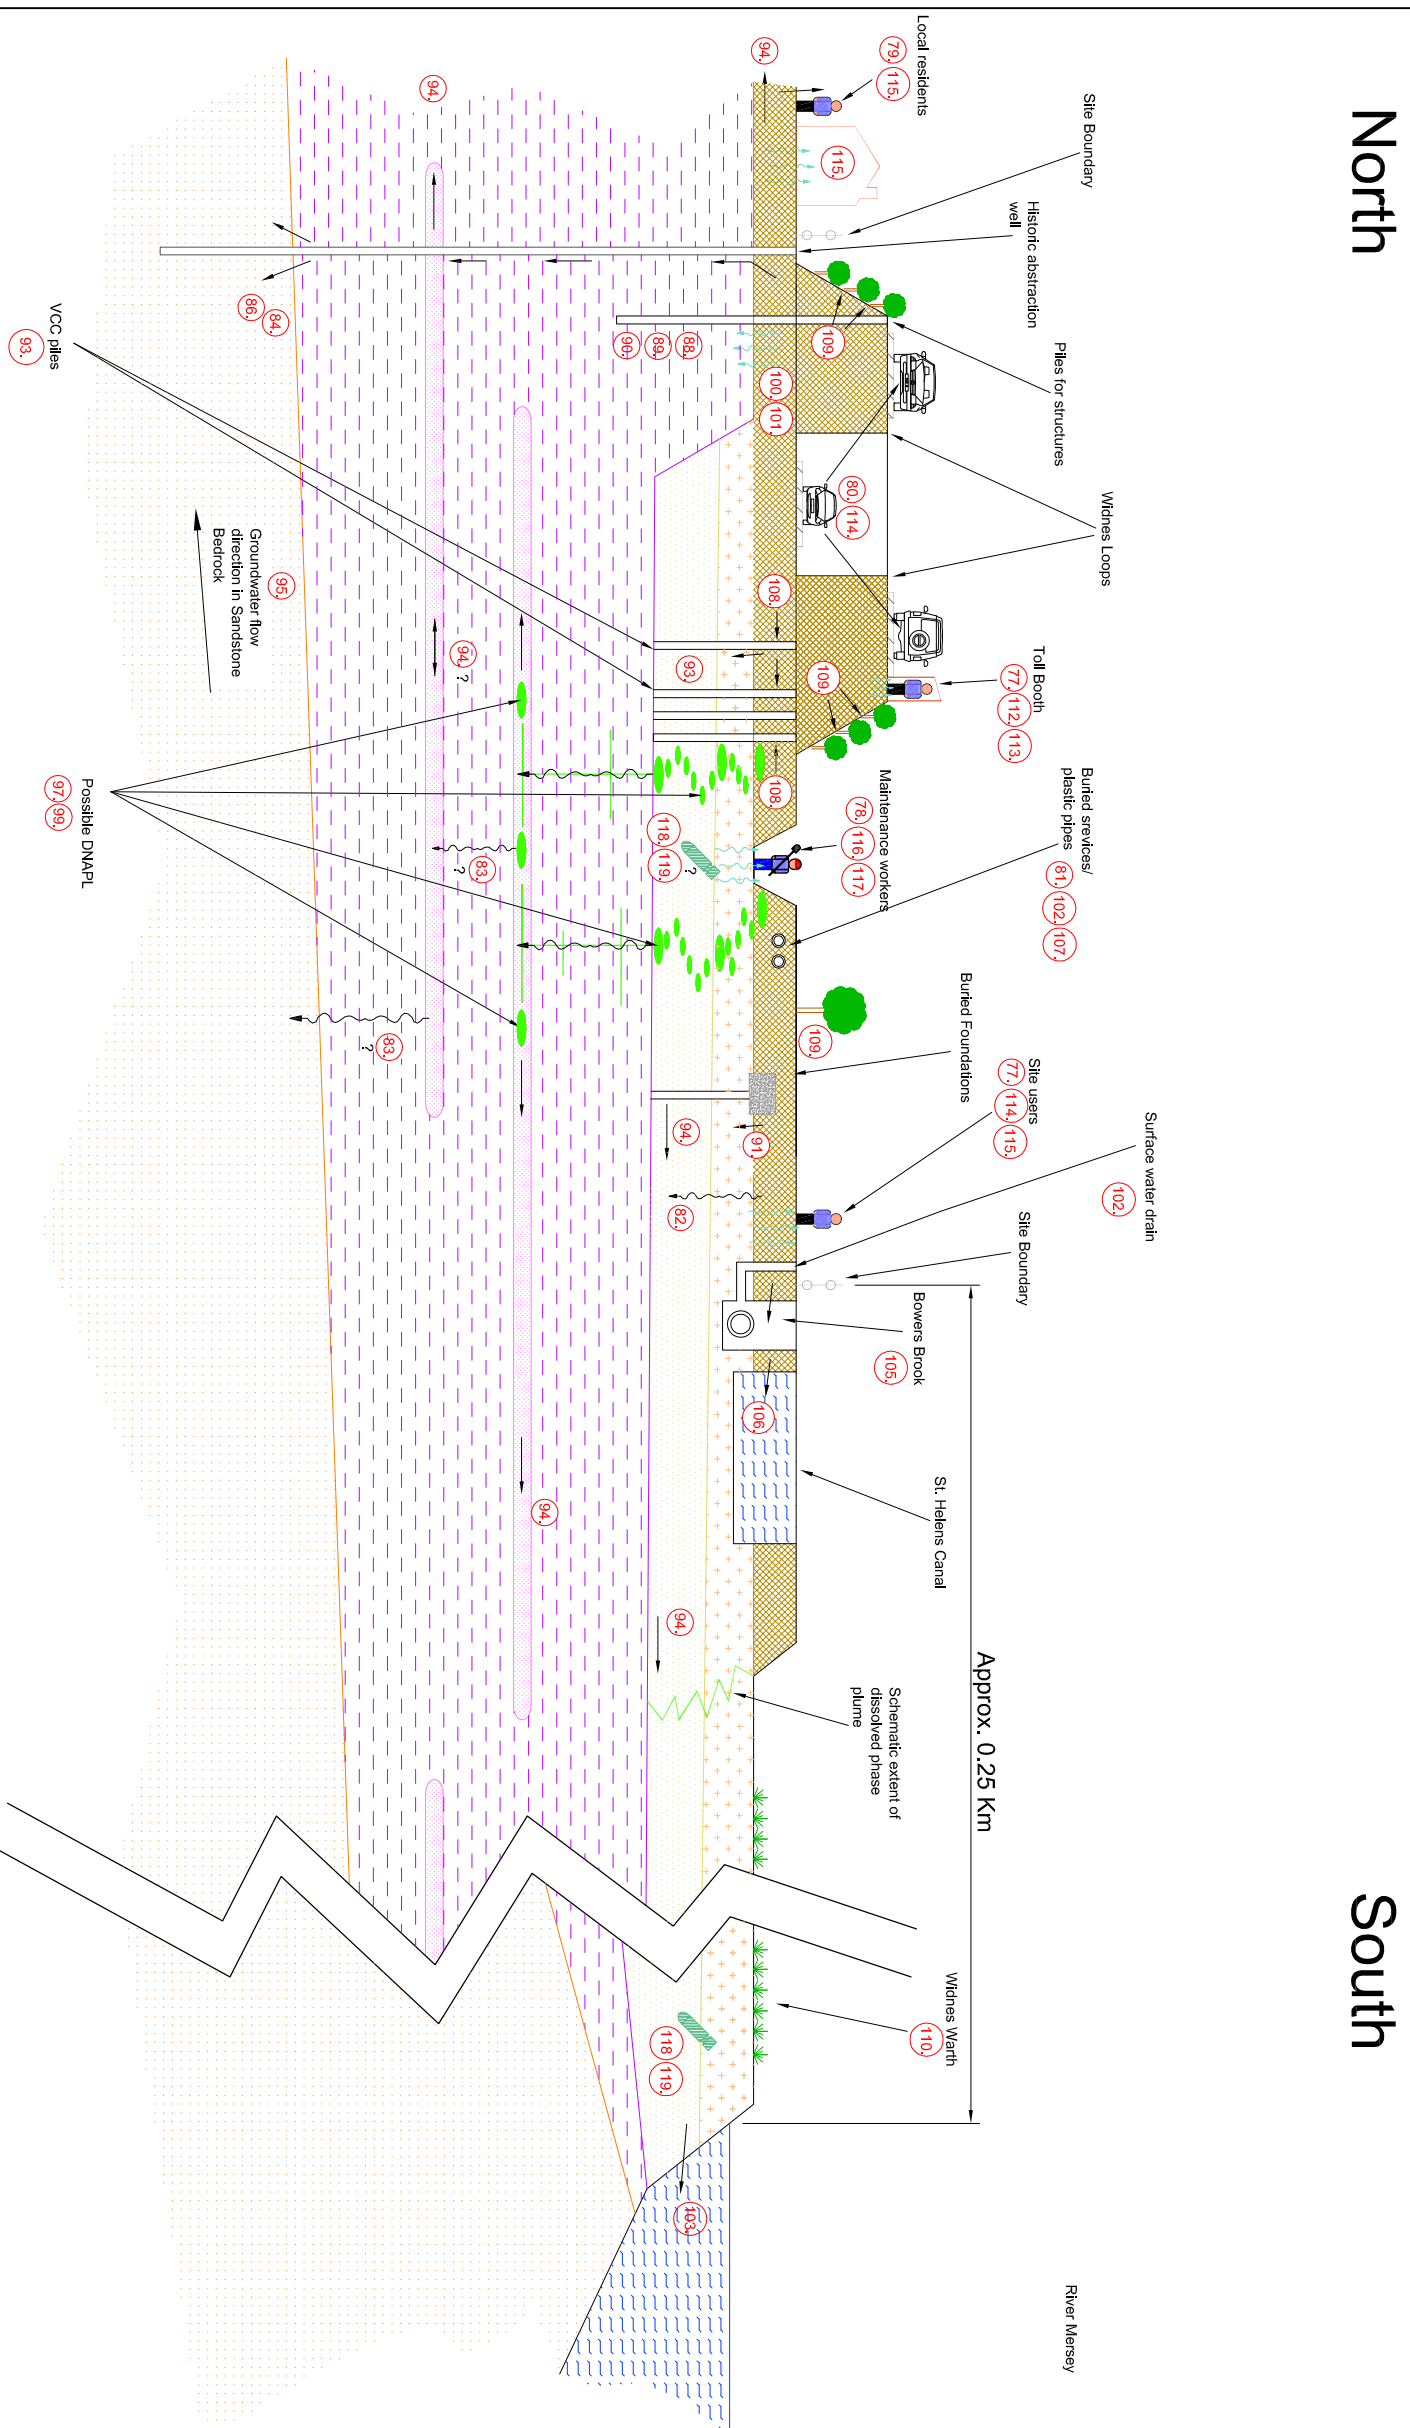 North
South
Local residents
79. 115.
94.
115.
Site Boundary
Historic abstraction
well
Piles for structures
109.
Widnes Loops
80. 114.
Toll Booth
77. 112. 113.
109.
Buried srevices/
plastic pipes
81. 102. 107.
Maintenance workers
78. 116. 117.
Buried Foundations
109.
Site users
77. 114. 115.
Surface water drain
102.
Site Boundary
Bowers Brook
105.
St. Helens Canal
106.
Approx. 0.25 Km
Schematic extent of
dissolved phase
plume
Widnes Warth
110.
River Mersey
100. 101.
88.
89.
90.
108.
93.
108.
118. 119. ?
91.
94.
82.
94.
118 119.
103.
94.
94. ?
83.
?
83.
?
94.
84.
86.
VCC piles
93.
95.
Groundwater flow
direction in Sandstone
Bedrock
Possible DNAPL
97. 99.